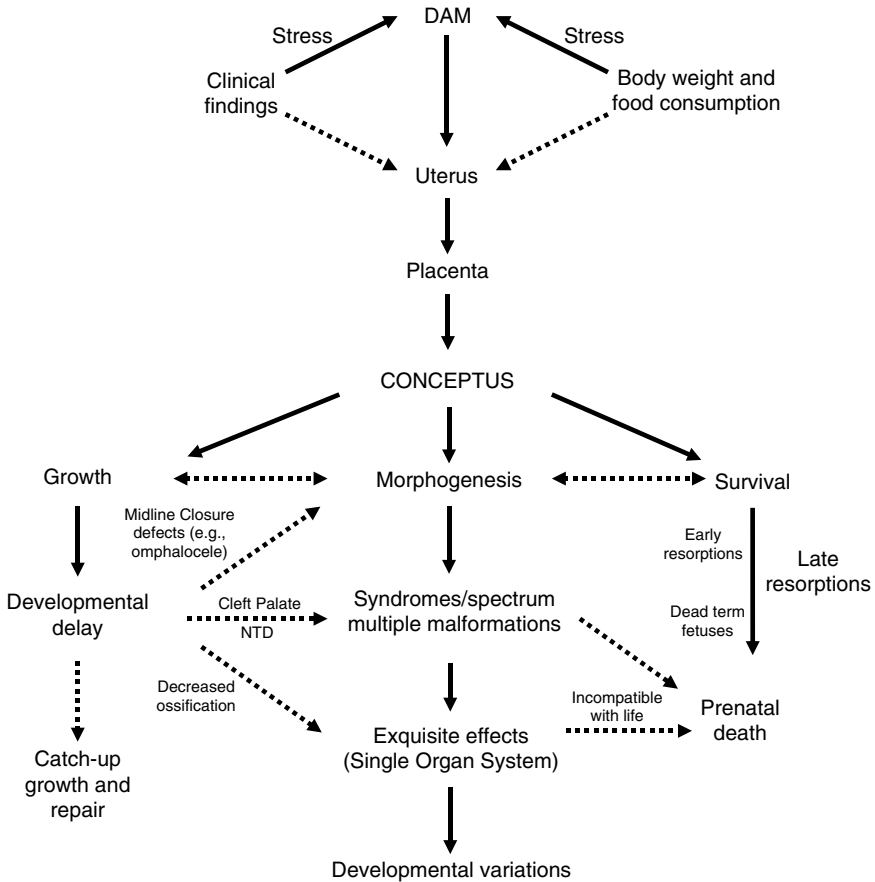 DAM
Stress
Stress
Clinical
findings
Body weight and
food consumption
Uterus
Placenta
CONCEPTUS
Growth
Morphogenesis
Survival
Midline Closure
defects (e.g.,
omphalocele)
Early
resorptions
Late
resorptions
Developmental
delay
Cleft Palate
NTD
Syndromes/spectrum
multiple malformations
Dead term
fetuses
Decreased
ossification
Incompatible
with life
Prenatal
death
Exquisite effects
(Single Organ System)
Catch-up
growth and
repair
Developmental variations